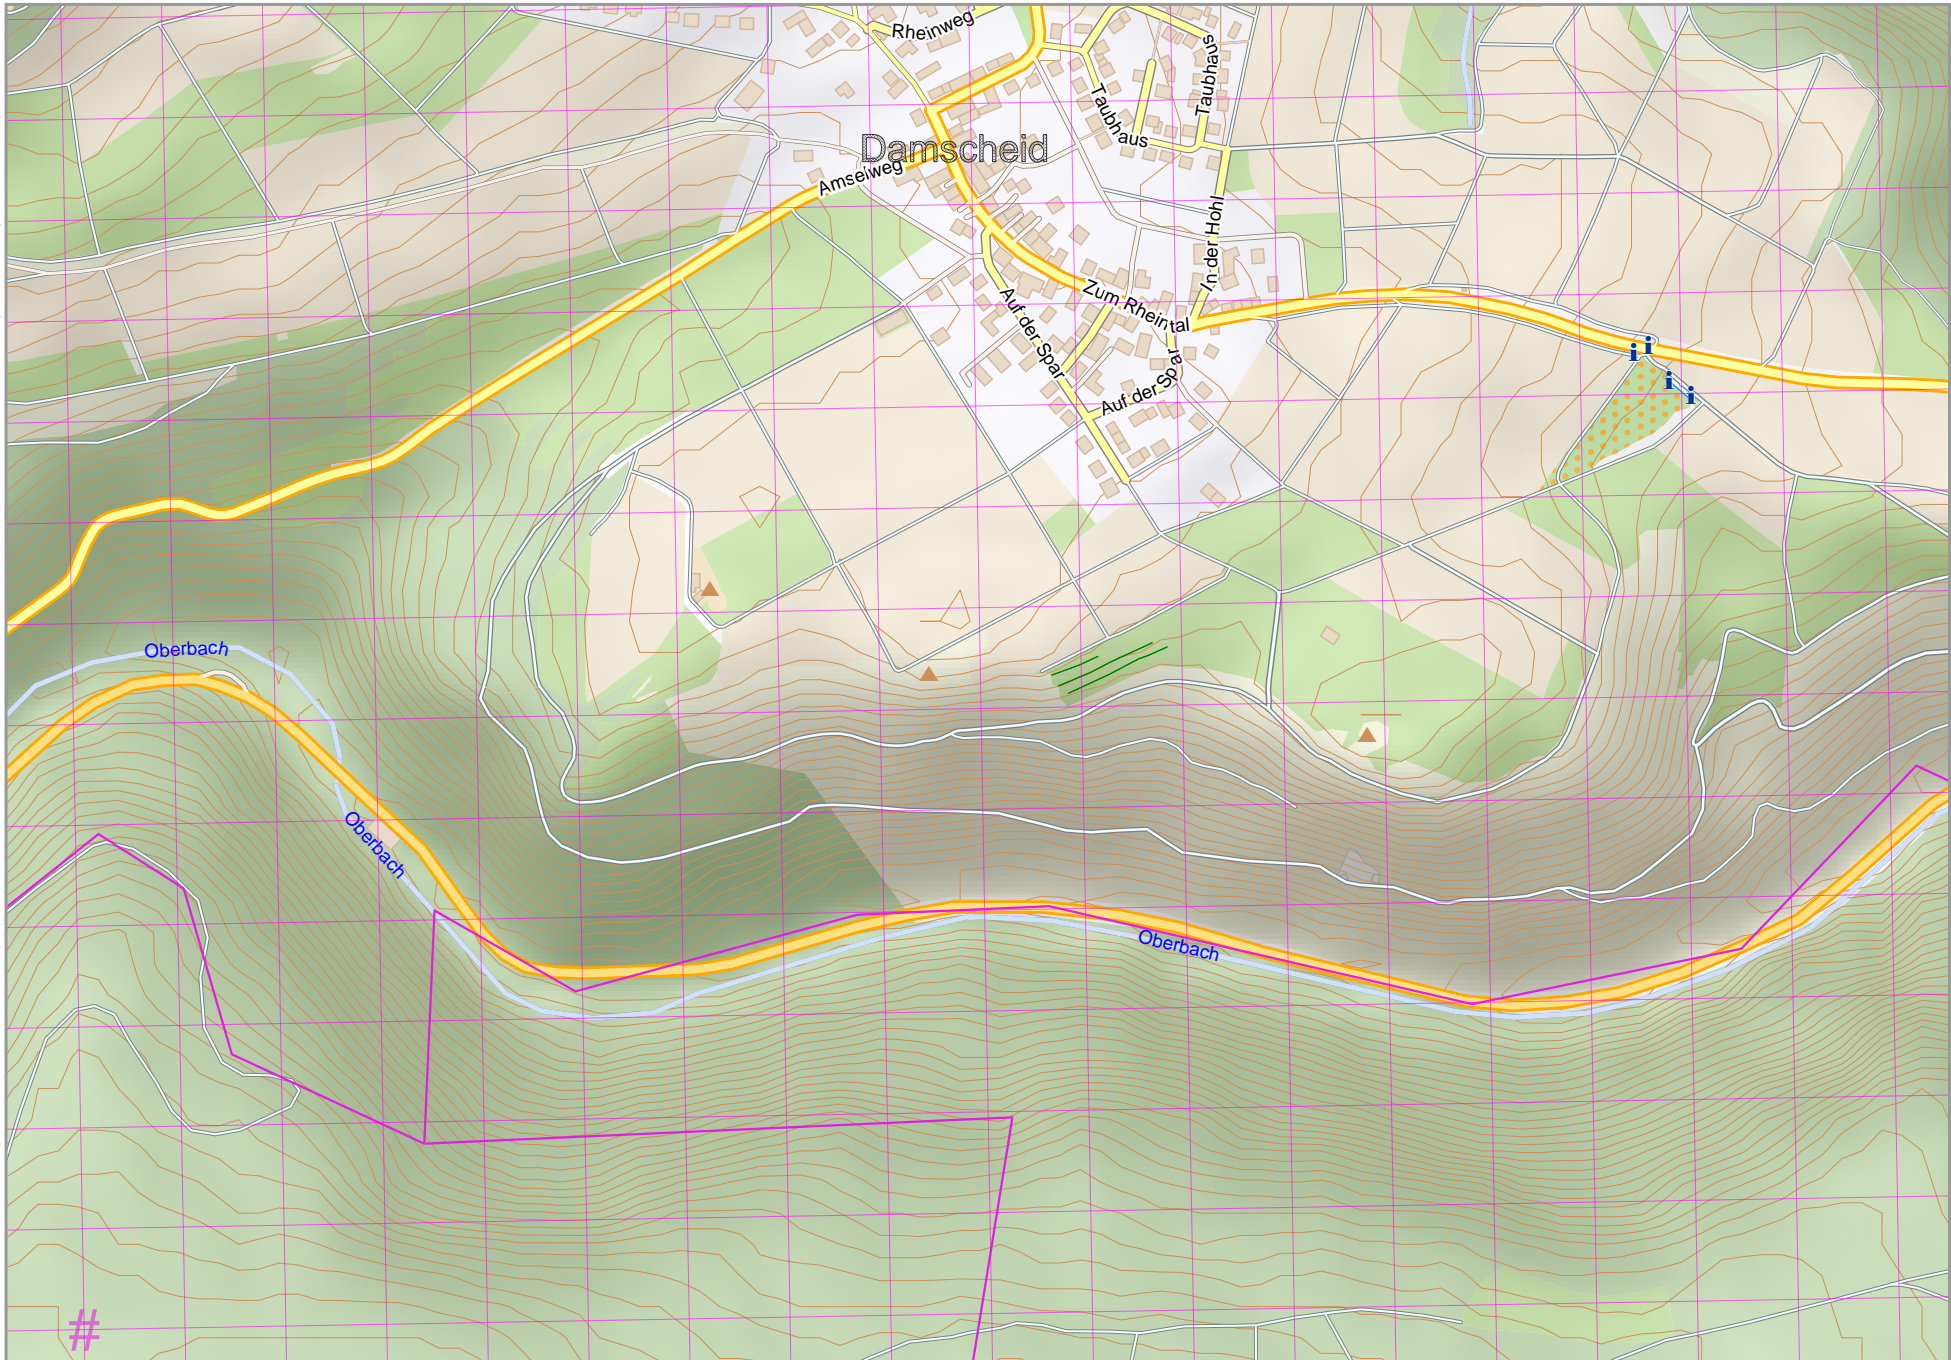 Rheinweg
Taubhaus
Taubhaus
Damscheid
Amselweg
In der Hohl
Zum Rheintal
Auf der Spar
Auf der Spar
i i
i i
Oberbach
Oberbach
Oberbach
#